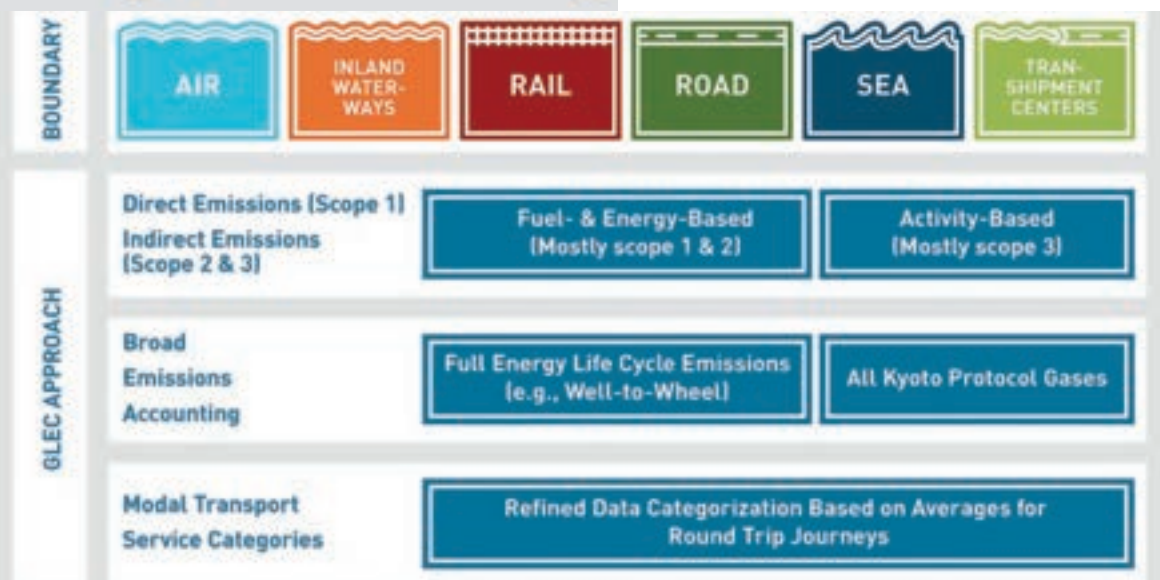 BOUNDARY
AIR
INLAND
WATER-
WAYS
RAIL
ROAD
SEA
TRAN-
SHIPMENT
CENTERS
GLEC APPROACH
Direct Emissions (Scope 1)
Indirect Emissions
(Scope 2 & 3)
Fuel- & Energy-Based
(Mostly scope 1 & 2)
Activity-Based
(Mostly scope 3)
Broad
Emissions
Accounting
Full Energy Life Cycle Emissions
(e.g., Well-to-Wheel)
All Kyoto Protocol Gases
Modal Transport
Service Categories
Refined Data Categorization Based on Averages for
Round Trip Journeys